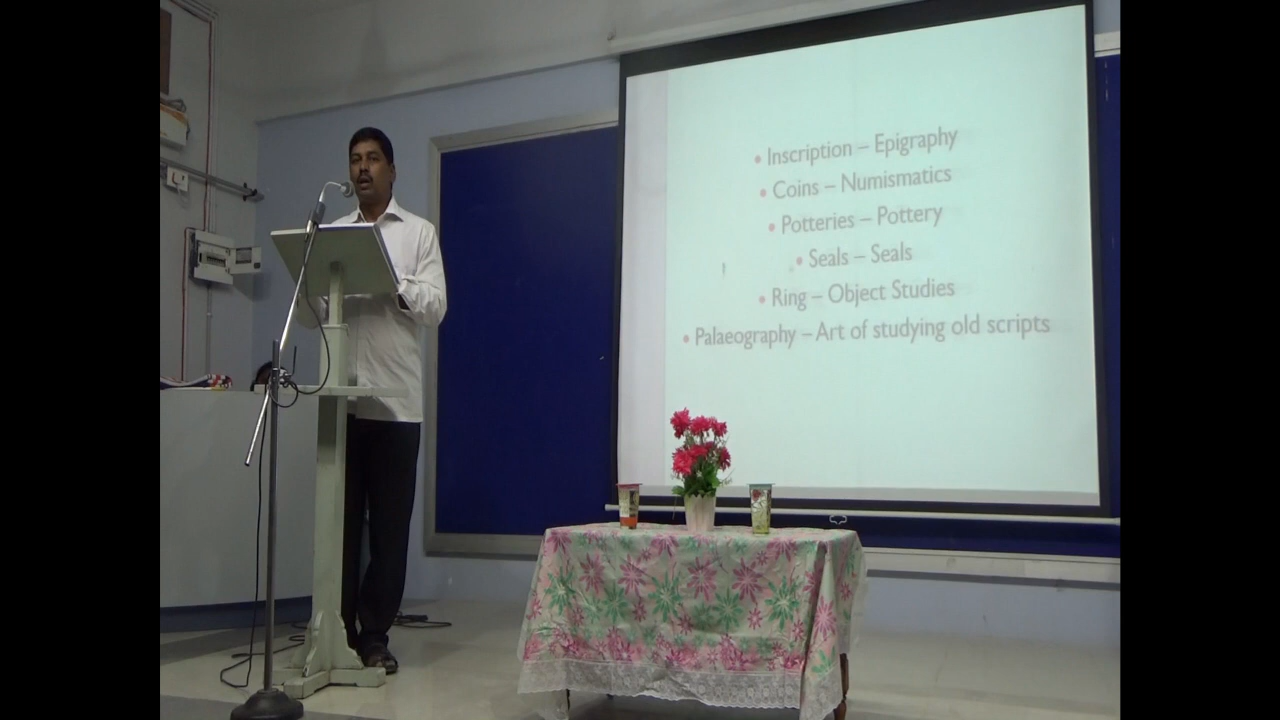 • Inscription – Epigraphy
• Coins – Numismatics
• Potteries – Pottery
• Seals – Seals
• Ring – Object Studies
• Palaeography – Art of studying old scripts